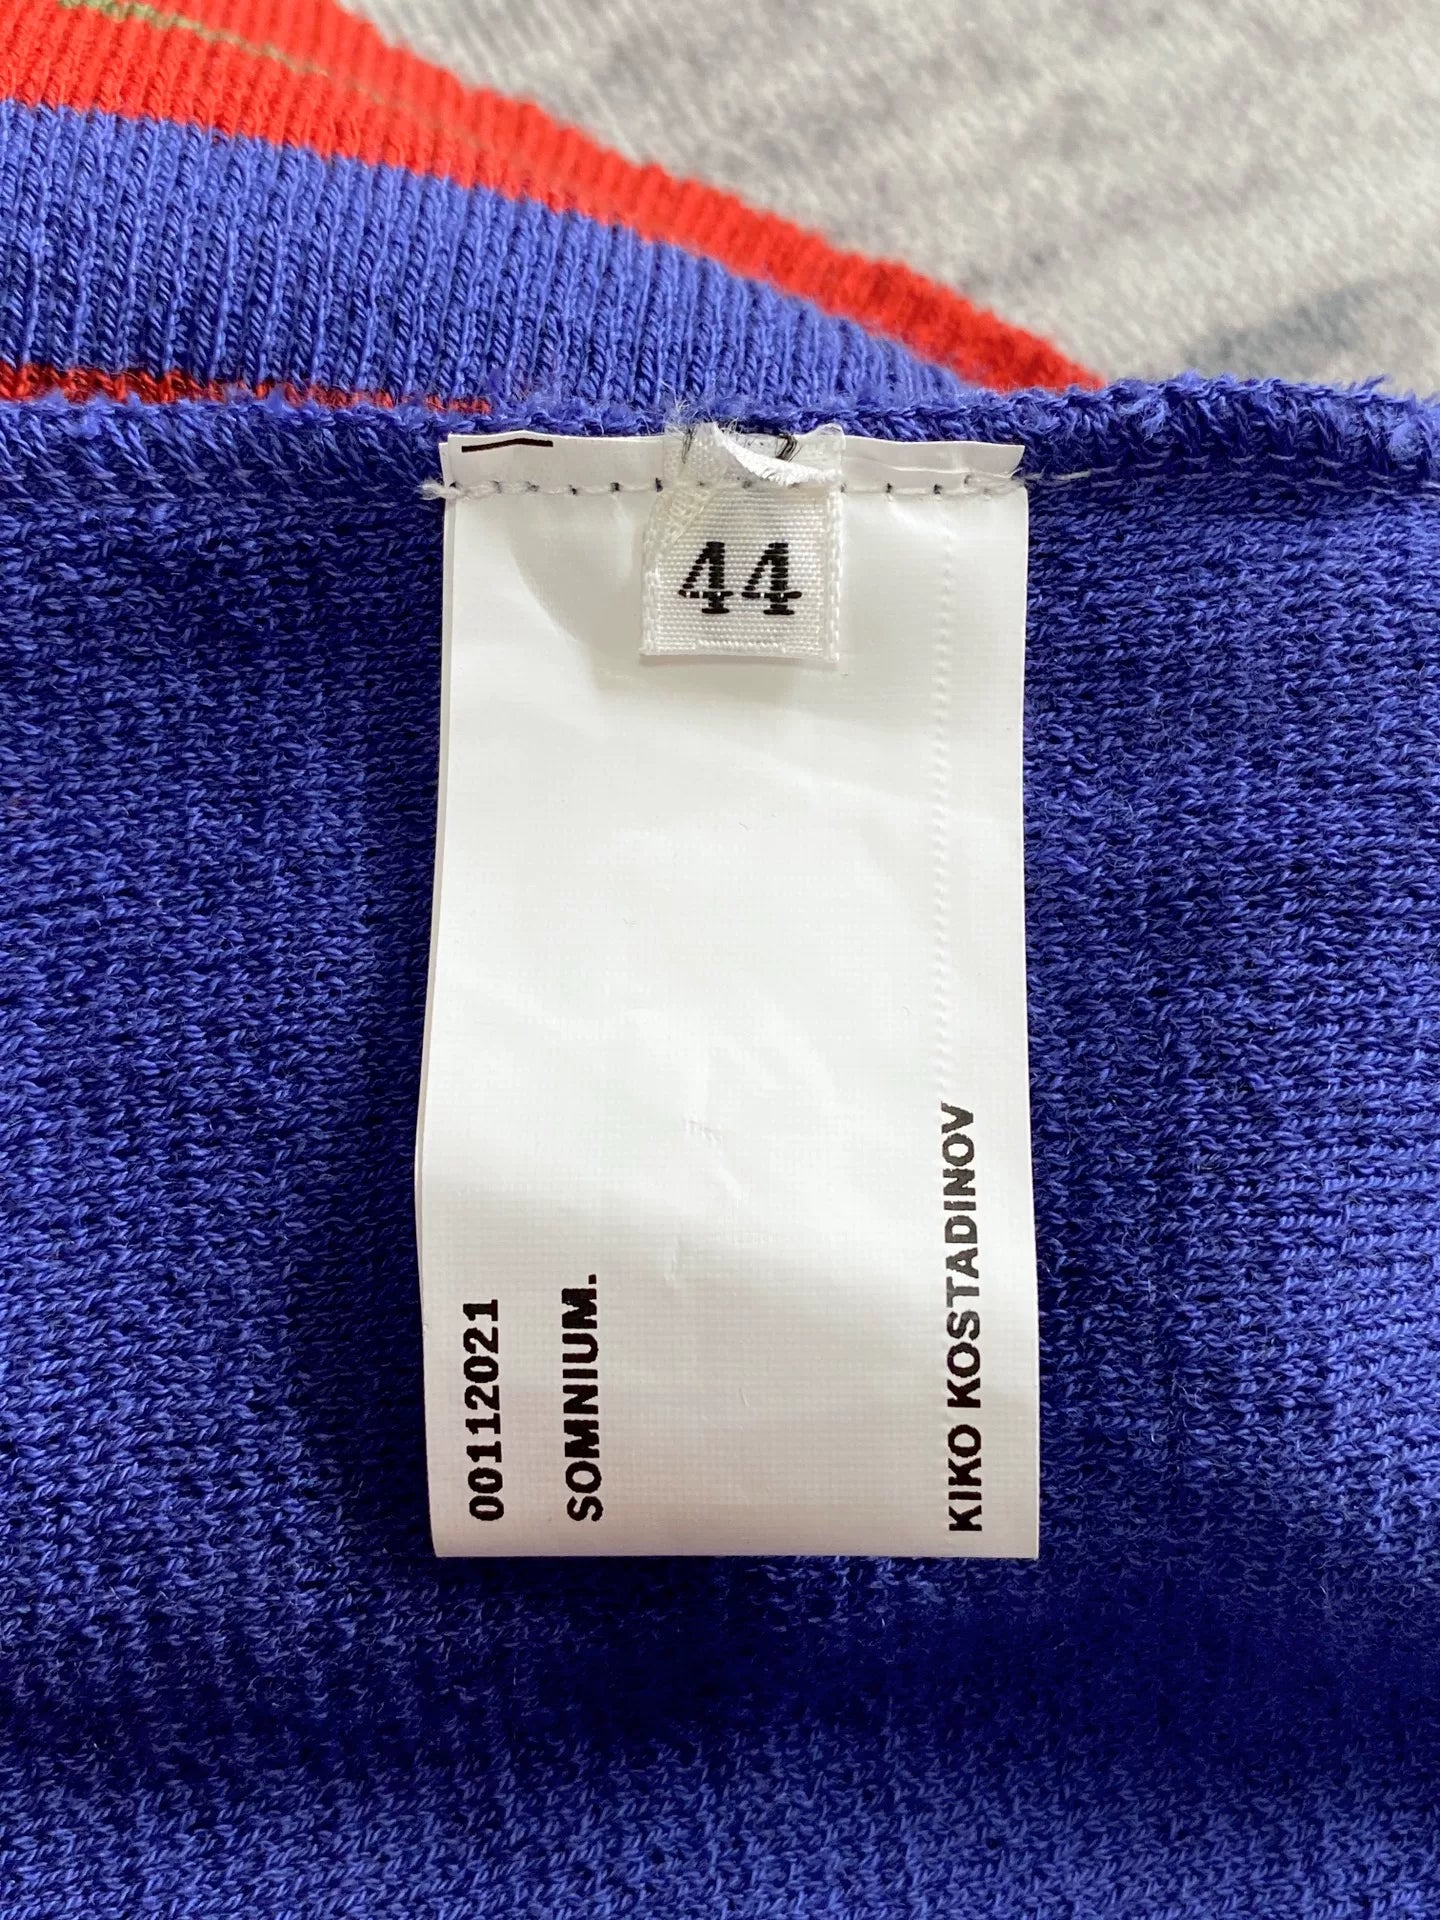 44
00112021
SOMNIUM.
KIKO KOSTADINOV